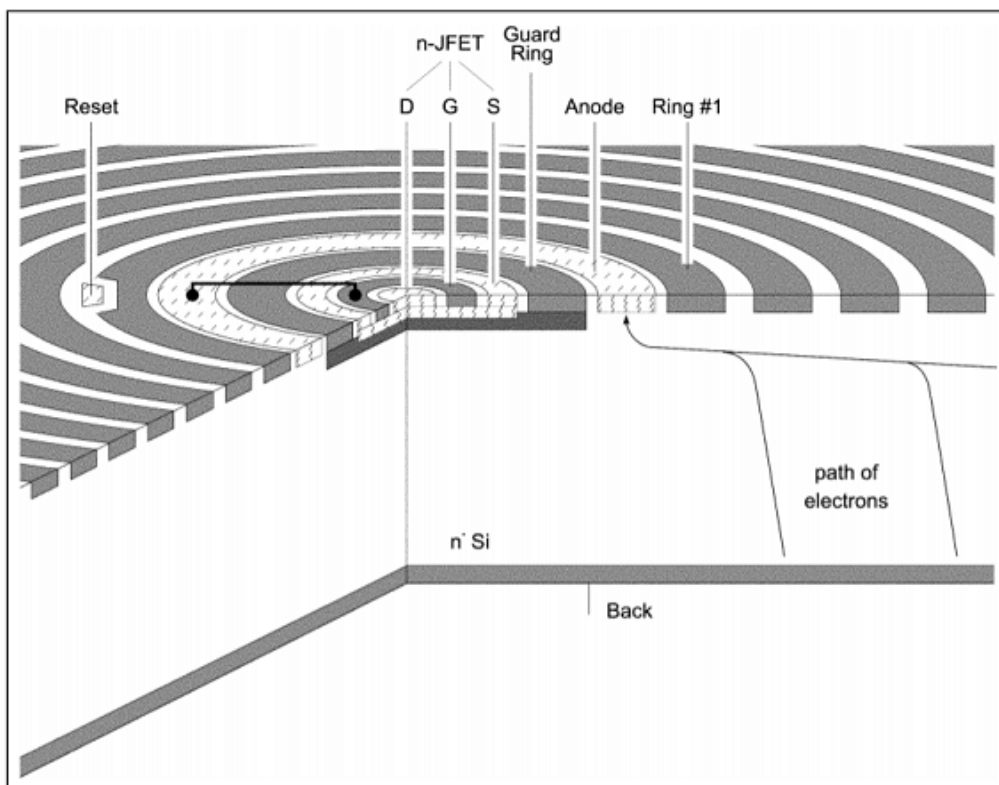 n-JFET
Guard
Ring
Reset
D
G
S
Anode
Ring #1
path of
electrons
n⁻ Si
Back